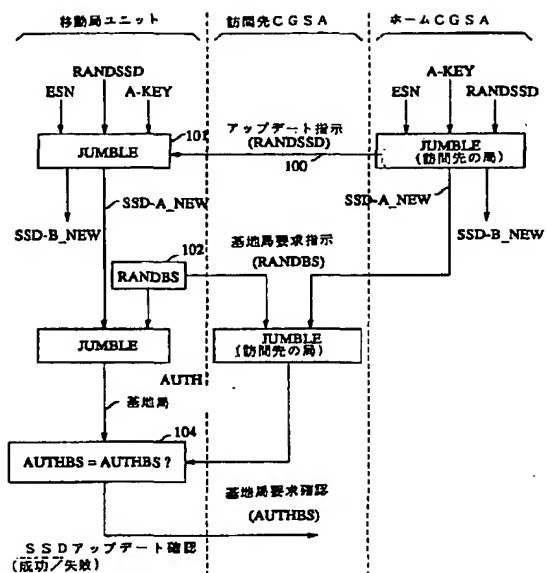 移動局ユニット
訪問先CGSA
ホームCGSA
RANDSSD
ESN
A-KEY
101
JUMBLE
SSD-A_NEW
SSD-B_NEW
アップデート指示
(RANDSSD)
100
A-KEY
ESN
RANDSSD
JUMBLE
(訪問先の局)
SSD-A_NEW
SSD-B_NEW
102
RANDBS
基地局要求指示
(RANDBS)
JUMBLE
JUMBLE
(訪問先の局)
AUTH
基地局
104
AUTHBS = AUTHBS ?
基地局要求確認
(AUTHBS)
SSDアップデート確認
(成功/失敗)